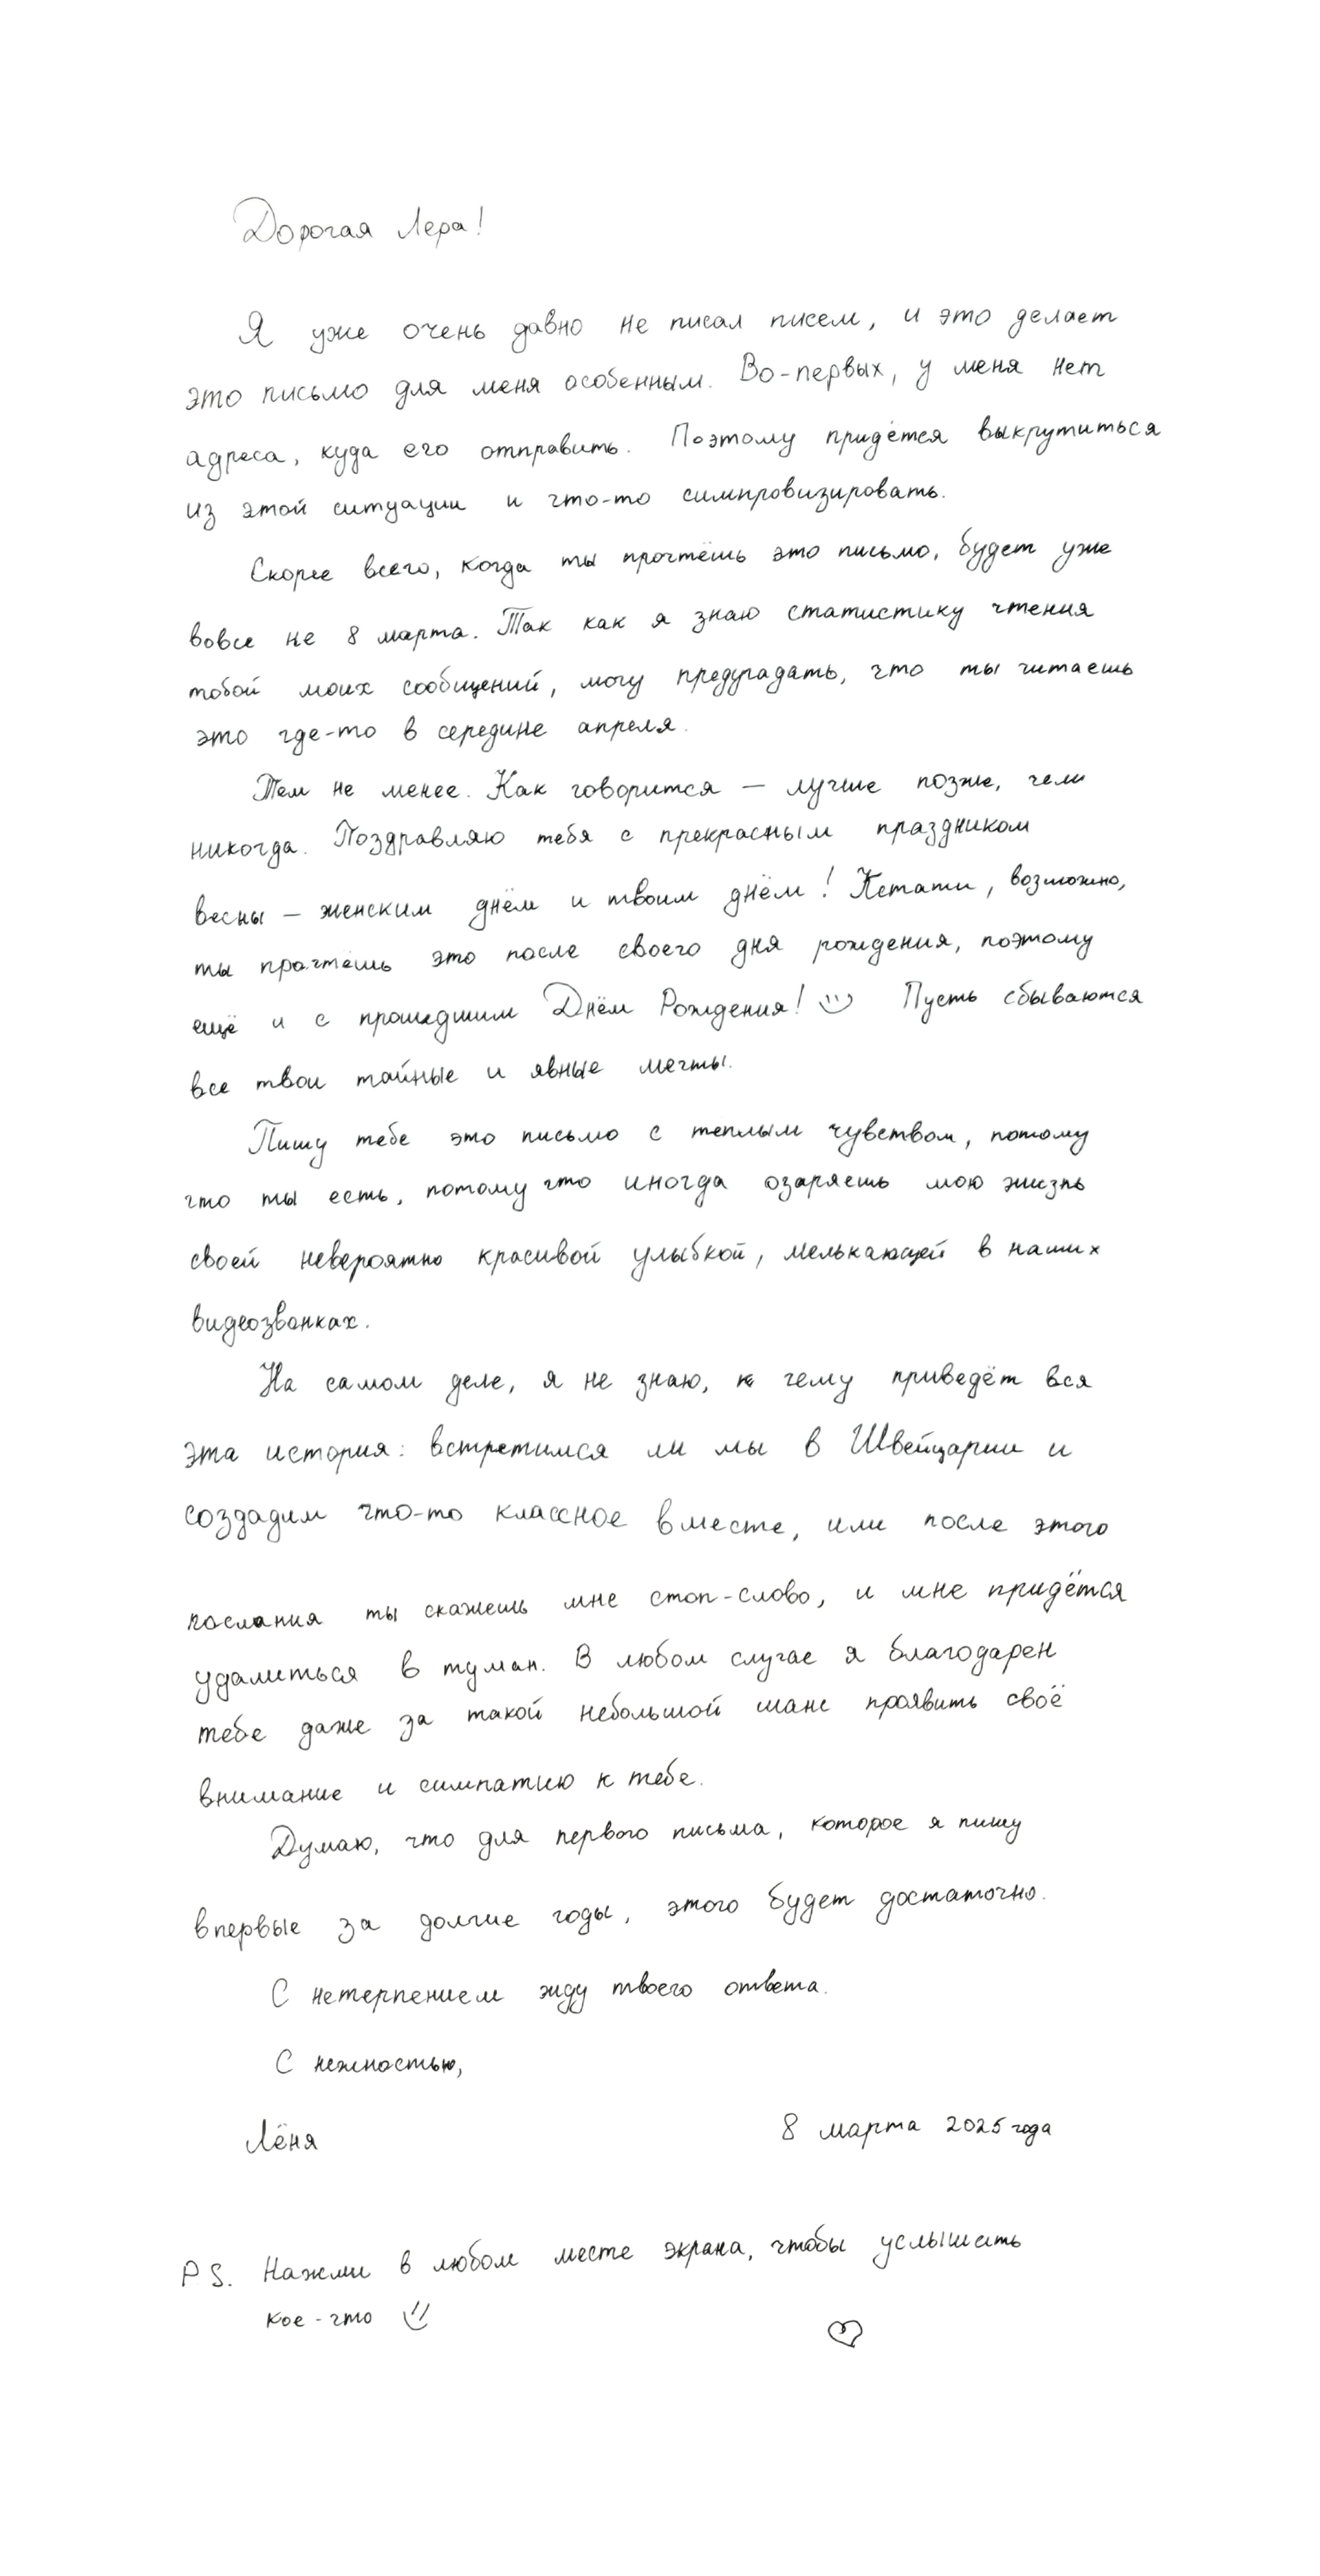 Дорогая Лера!
Я уже очень давно не писал писем, и это делает
это письмо для меня особенным. Во-первых, у меня нет
адреса, куда его отправить. Поэтому придётся выкрутиться
из этой ситуации и что-то симпровизировать.
Скорее всего, когда ты прочтёшь это письмо, будет уже
вовсе не 8 марта. Так как я знаю статистику чтения
тобой моих сообщений, могу предугадать, что ты читаешь
это где-то в середине апреля.
Тем не менее. Как говорится — лучше позже, чем
никогда. Поздравляю тебя с прекрасным праздником
весны — женским днём и твоим днём! Кстати, возможно,
ты прочтёшь это после своего дня рождения, поэтому
ещё и с прошедшим Днём Рождения! :) Пусть сбываются
все твои тайные и явные мечты.
Пишу тебе это письмо с теплым чувством, потому
что ты есть, потому что иногда озаряешь мою жизнь
своей невероятно красивой улыбкой, мелькающей в наших
видеозвонках.
На самом деле, я не знаю, к чему приведёт вся
эта история: встретимся ли мы в Швейцарии и
создадим что-то классное вместе, или после этого
послания ты скажешь мне стоп-слово, и мне придётся
удалиться в туман. В любом случае я благодарен
тебе даже за такой небольшой шанс проявить своё
внимание и симпатию к тебе.
Думаю, что для первого письма, которое я пишу
впервые за долгие годы, этого будет достаточно.
С нетерпением жду твоего ответа.
С нежностью,
Лёня 8 марта 2025 года
PS. Нажми в любом месте экрана, чтобы услышать
кое-что :)